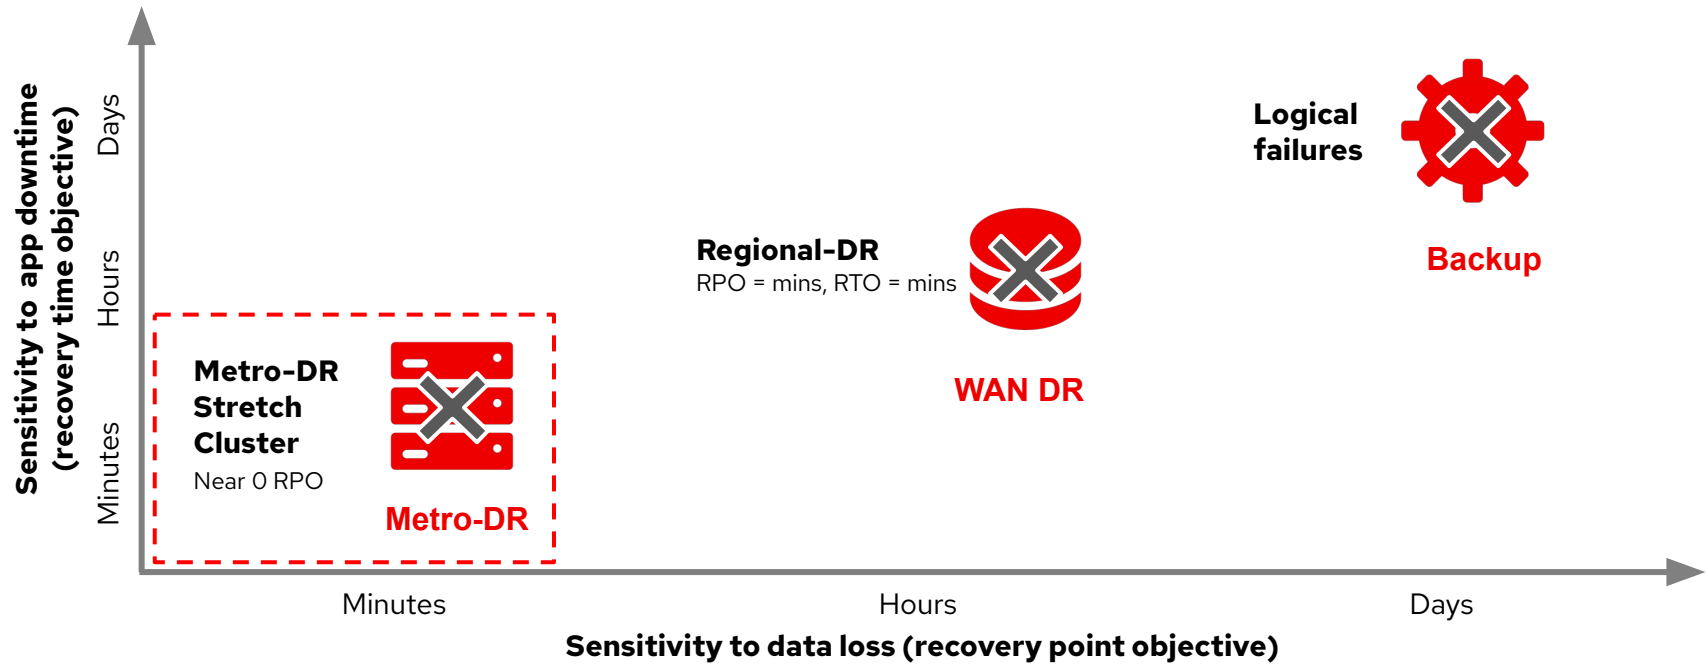 Sensitivity to app downtime
(recovery time objective)
Days
Hours
Minutes
Logical
failures
Backup
Regional-DR
RPO = mins, RTO = mins
WAN DR
Metro-DR
Stretch
Cluster
Near 0 RPO
Metro-DR
Minutes
Hours
Days
Sensitivity to data loss (recovery point objective)